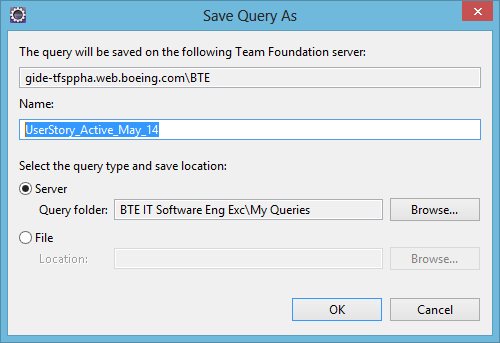 Save Query As
The query will be saved on the following Team Foundation server:
gide-tfsppha.web.boeing.com\BTE
Name:
UserStory_Active_May_14
Select the query type and save location:
Server
Query folder: BTE IT Software Eng Exc\My Queries Browse...
File
Location: Browse...
OK Cancel